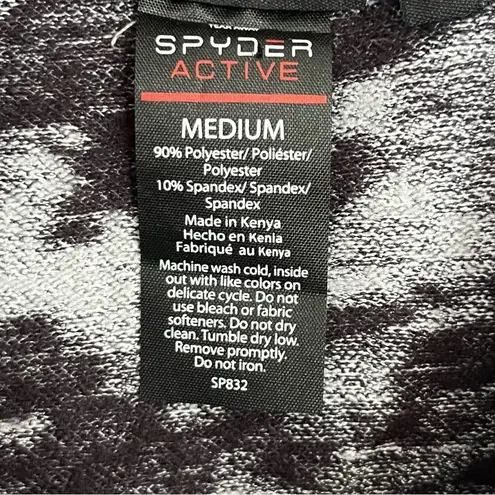 SPYDER
ACTIVE
MEDIUM
90% Polyester/ Poliéster/
Polyester
10% Spandex/ Spandex/
Spandex
Made in Kenya
Hecho en Kenia
Fabriqué au Kenya
Machine wash cold, inside
out with like colors on
delicate cycle. Do not
use bleach or fabric
softeners. Do not dry
clean. Tumble dry low.
Remove promptly.
Do not iron.
SP832